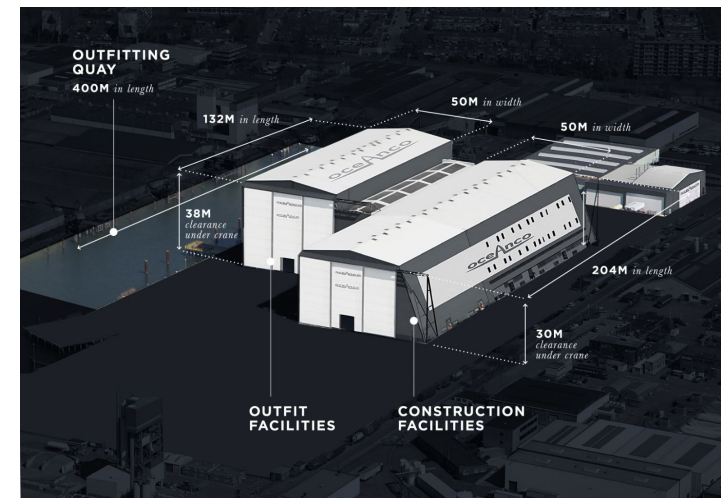 OUTFITTING
QUAY
400M in length
132M in length
50M in width
50M in width
oceAnco
38M
clearance
under crane
oceAnco
204M in length
30M
clearance
under crane
OUTFIT
FACILITIES
CONSTRUCTION
FACILITIES